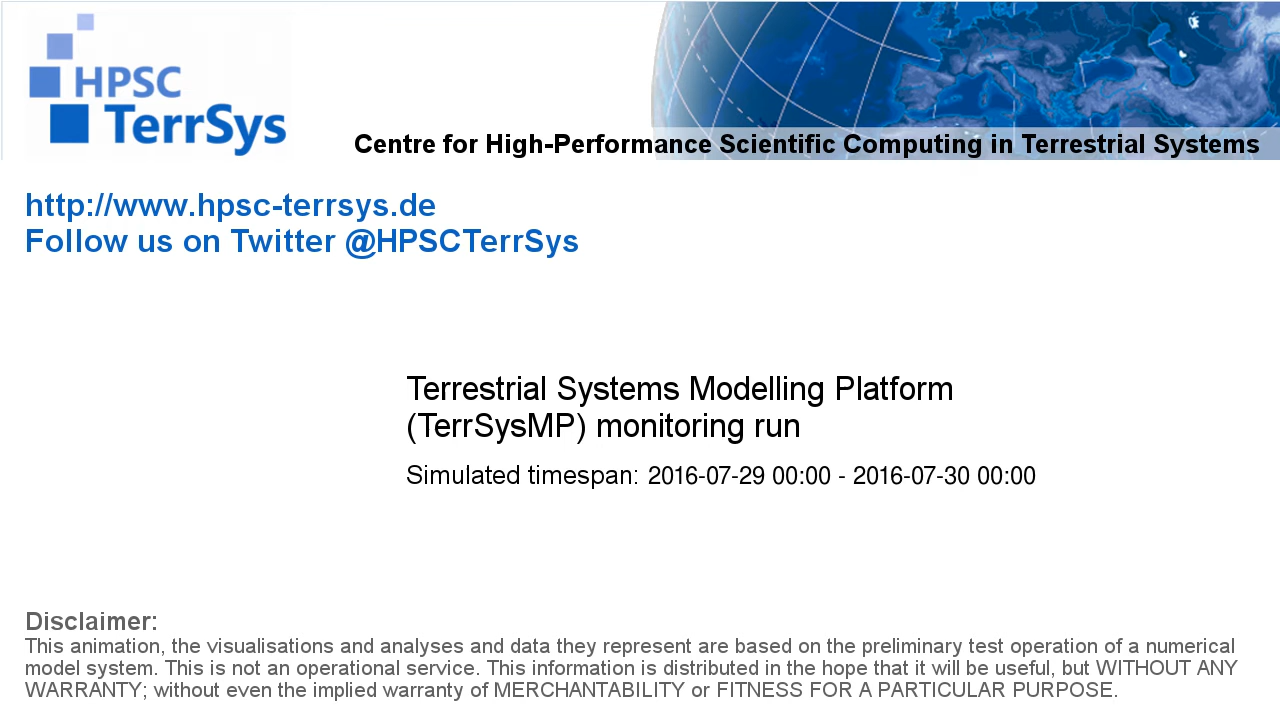 HPSC
TerrSys
Centre for High-Performance Scientific Computing in Terrestrial Systems
http://www.hpsc-terrsys.de
Follow us on Twitter @HPSCTerrSys
Terrestrial Systems Modelling Platform
(TerrSysMP) monitoring run
Simulated timespan: 2016-07-29 00:00 - 2016-07-30 00:00
Disclaimer:
This animation, the visualisations and analyses and data they represent are based on the preliminary test operation of a numerical
model system. This is not an operational service. This information is distributed in the hope that it will be useful, but WITHOUT ANY
WARRANTY; without even the implied warranty of MERCHANTABILITY or FITNESS FOR A PARTICULAR PURPOSE.